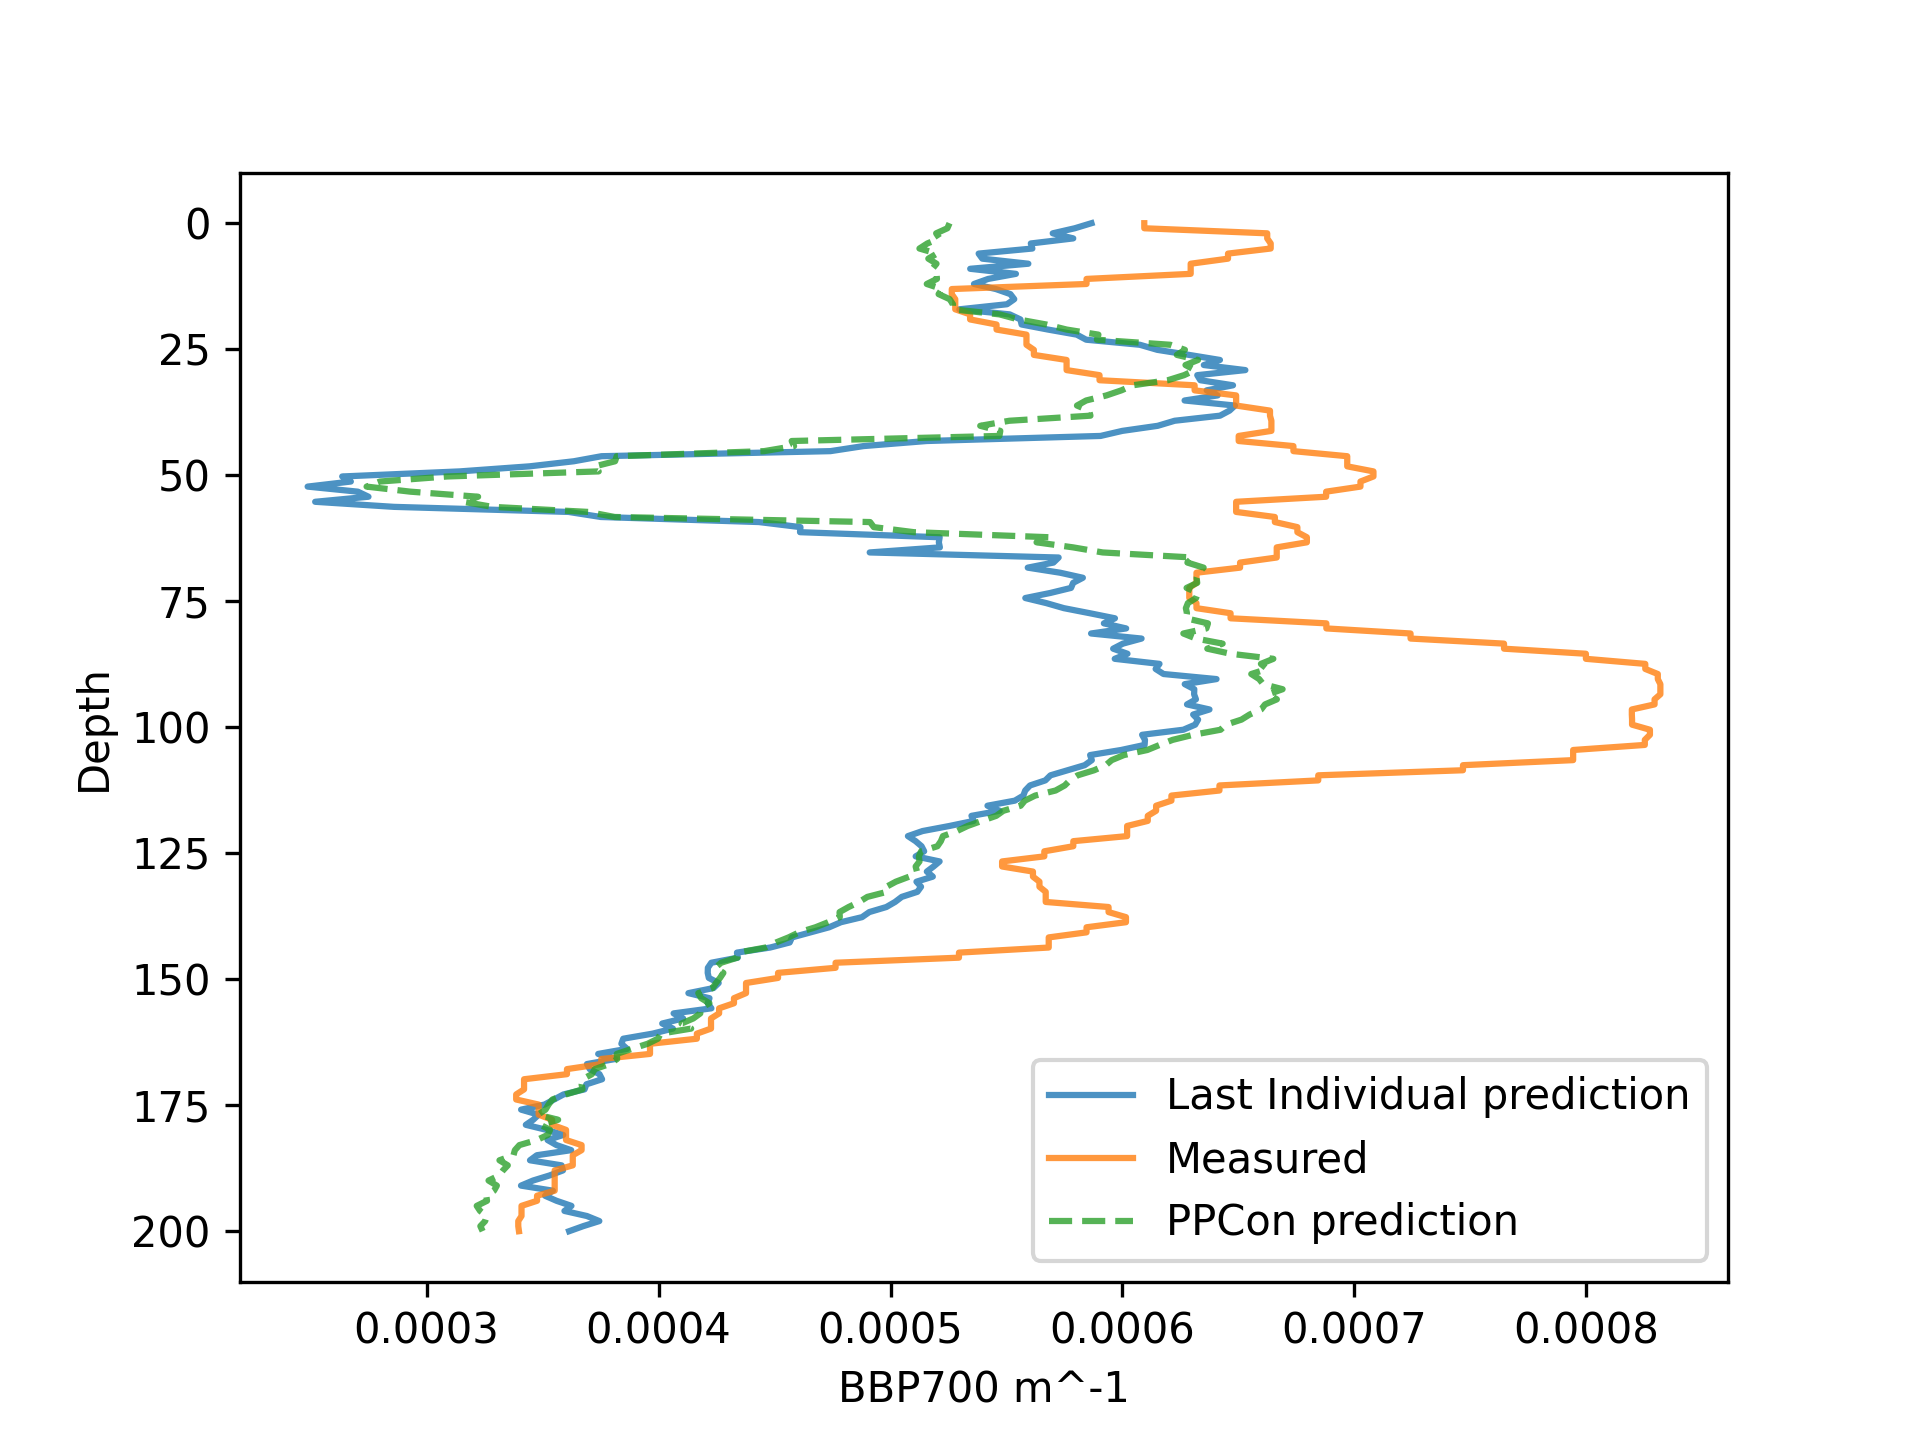 0
25
50
75
100
125
150
175
200
Depth
Last Individual prediction
Measured
PPCon prediction
0.0003 0.0004 0.0005 0.0006 0.0007 0.0008
BBP700 m^-1